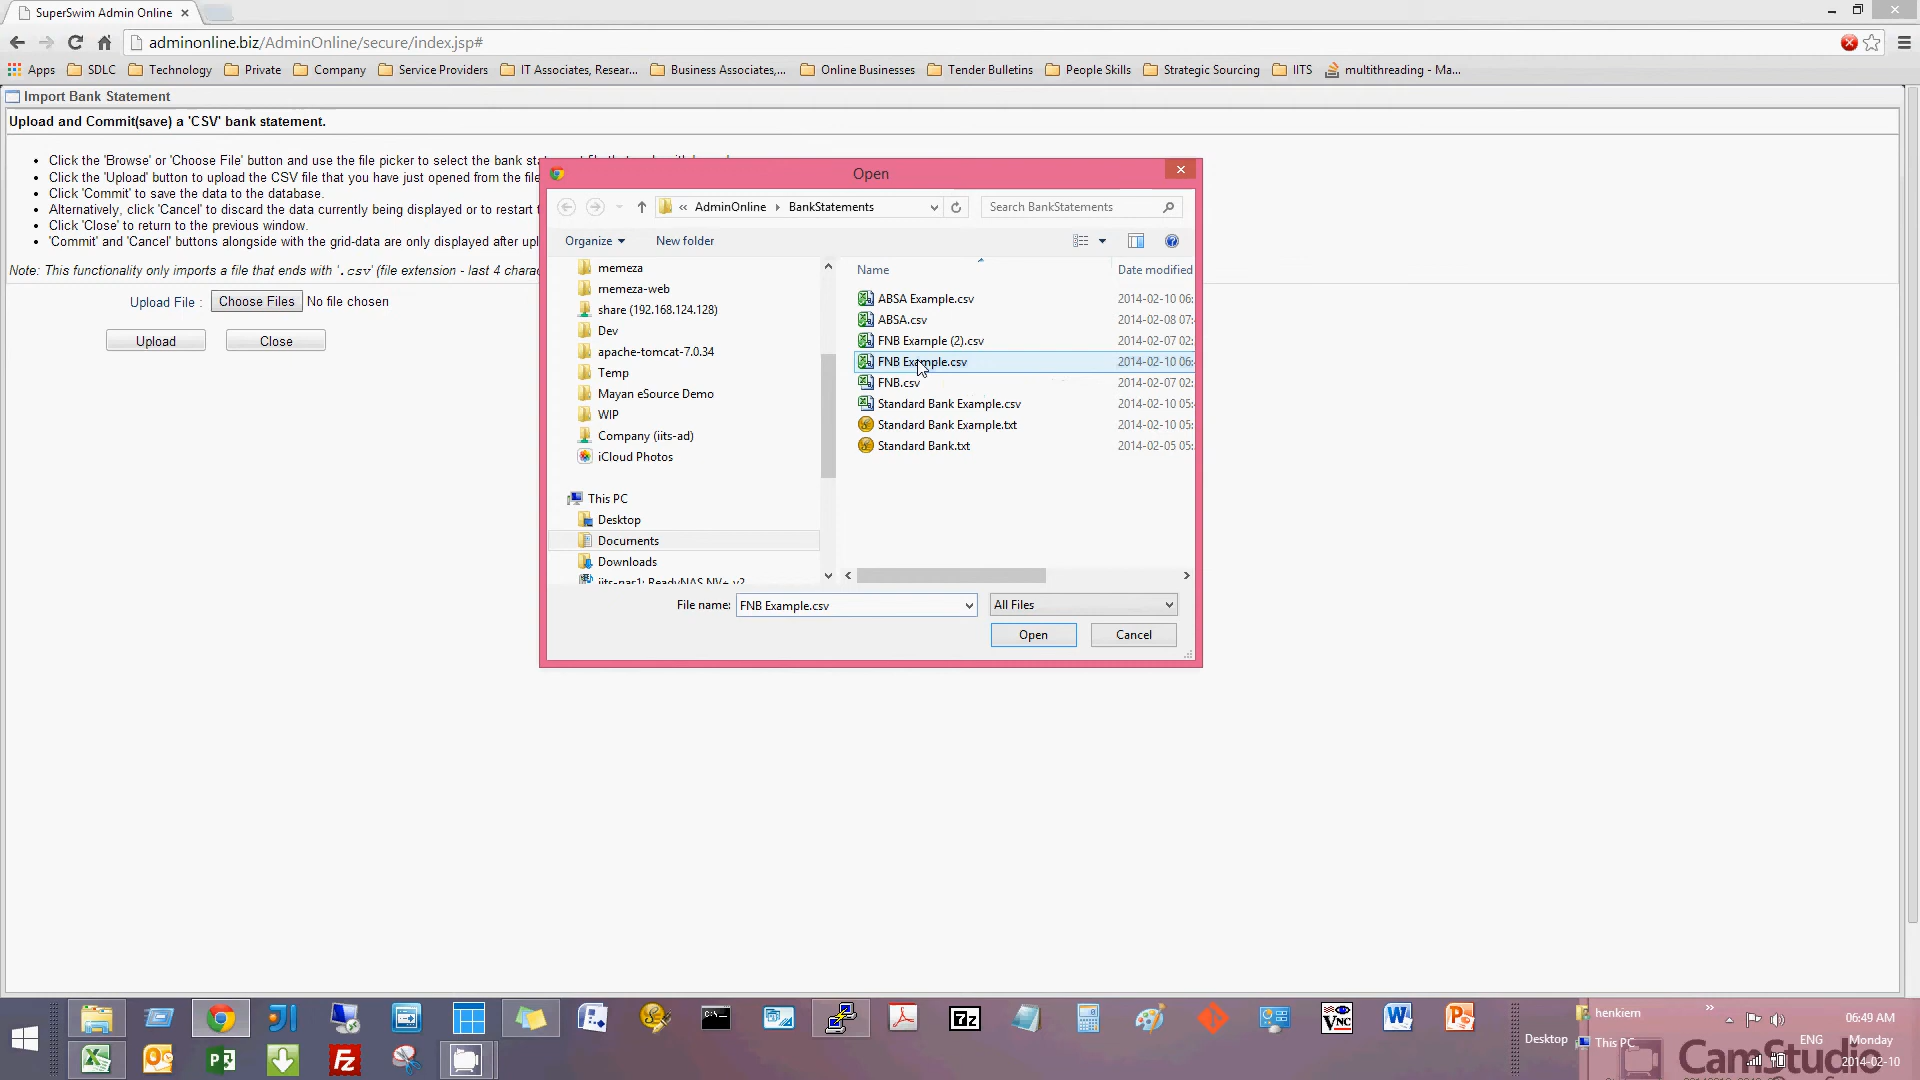 SuperSwim Admin Online
adminonline.biz/AdminOnline/secure/index.jsp#
Apps SDLC Technology Private Company Service Providers IT Associates, Resear... Business Associates,... Online Businesses Tender Bulletins People Skills Strategic Sourcing IITS multithreading - Ma...
Import Bank Statement
Upload and Commit(save) a 'CSV' bank statement.
Click the 'Browse' or 'Choose File' button and use the file picker to select the bank
Click the 'Upload' button to upload the CSV file that you have just opened from the file
Click 'Commit' to save the data to the database.
Alternatively, click 'Cancel' to discard the data currently being displayed or to restart
Click 'Close' to return to the previous window.
'Commit' and 'Cancel' buttons alongside with the grid-data are only displayed after upl
Note: This functionality only imports a file that ends with '.csv' (file extension - last 4 charac
Upload File : Choose Files No file chosen
Upload Close
Open
« AdminOnline BankStatements Search BankStatements
Organize New folder
memeza
memeza-web
share (192.168.124.128)
Dev
apache-tomcat-7.0.34
Temp
Mayan eSource Demo
WIP
Company (iits-ad)
iCloud Photos
This PC
Desktop
Documents
Downloads
iits-nas1: ReadyNAS NV+ v2
Name Date modified
ABSA Example.csv 2014-02-10 06:
ABSA.csv 2014-02-08 07:
FNB Example (2).csv 2014-02-07 02:
FNB Example.csv 2014-02-10 06:
FNB.csv 2014-02-07 02:
Standard Bank Example.csv 2014-02-10 05:
Standard Bank Example.txt 2014-02-10 05:
Standard Bank.txt 2014-02-05 05:
File name: FNB Example.csv All Files
Open Cancel
henkiern
Desktop This PC
06:49 AM
ENG Monday
2014-02-10
CamStudio